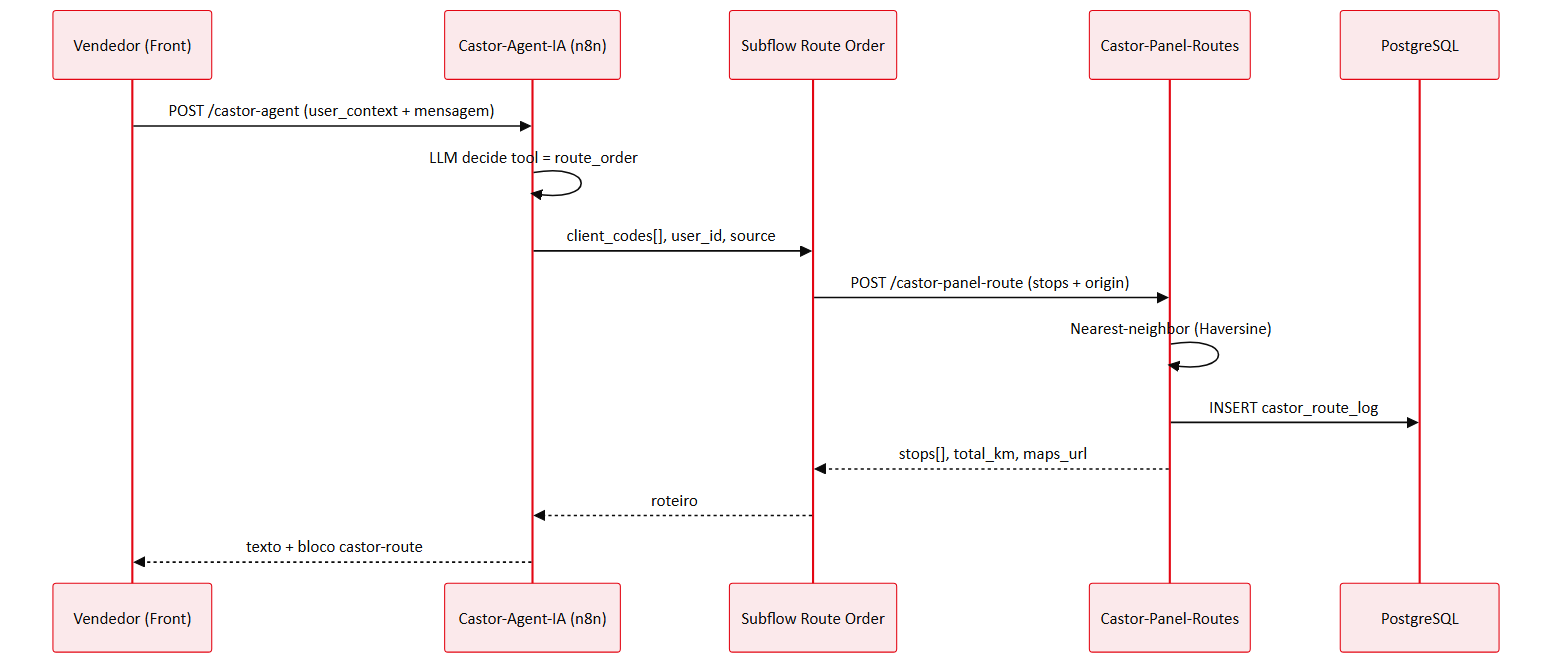 Vendedor (Front)
Castor-Agent-IA (n8n)
Subflow Route Order
Castor-Panel-Routes
PostgreSQL
POST /castor-agent (user_context + mensagem)
LLM decide tool = route_order
client_codes[], user_id, source
POST /castor-panel-route (stops + origin)
Nearest-neighbor (Haversine)
INSERT castor_route_log
stops[], total_km, maps_url
roteiro
texto + bloco castor-route
Vendedor (Front)
Castor-Agent-IA (n8n)
Subflow Route Order
Castor-Panel-Routes
PostgreSQL